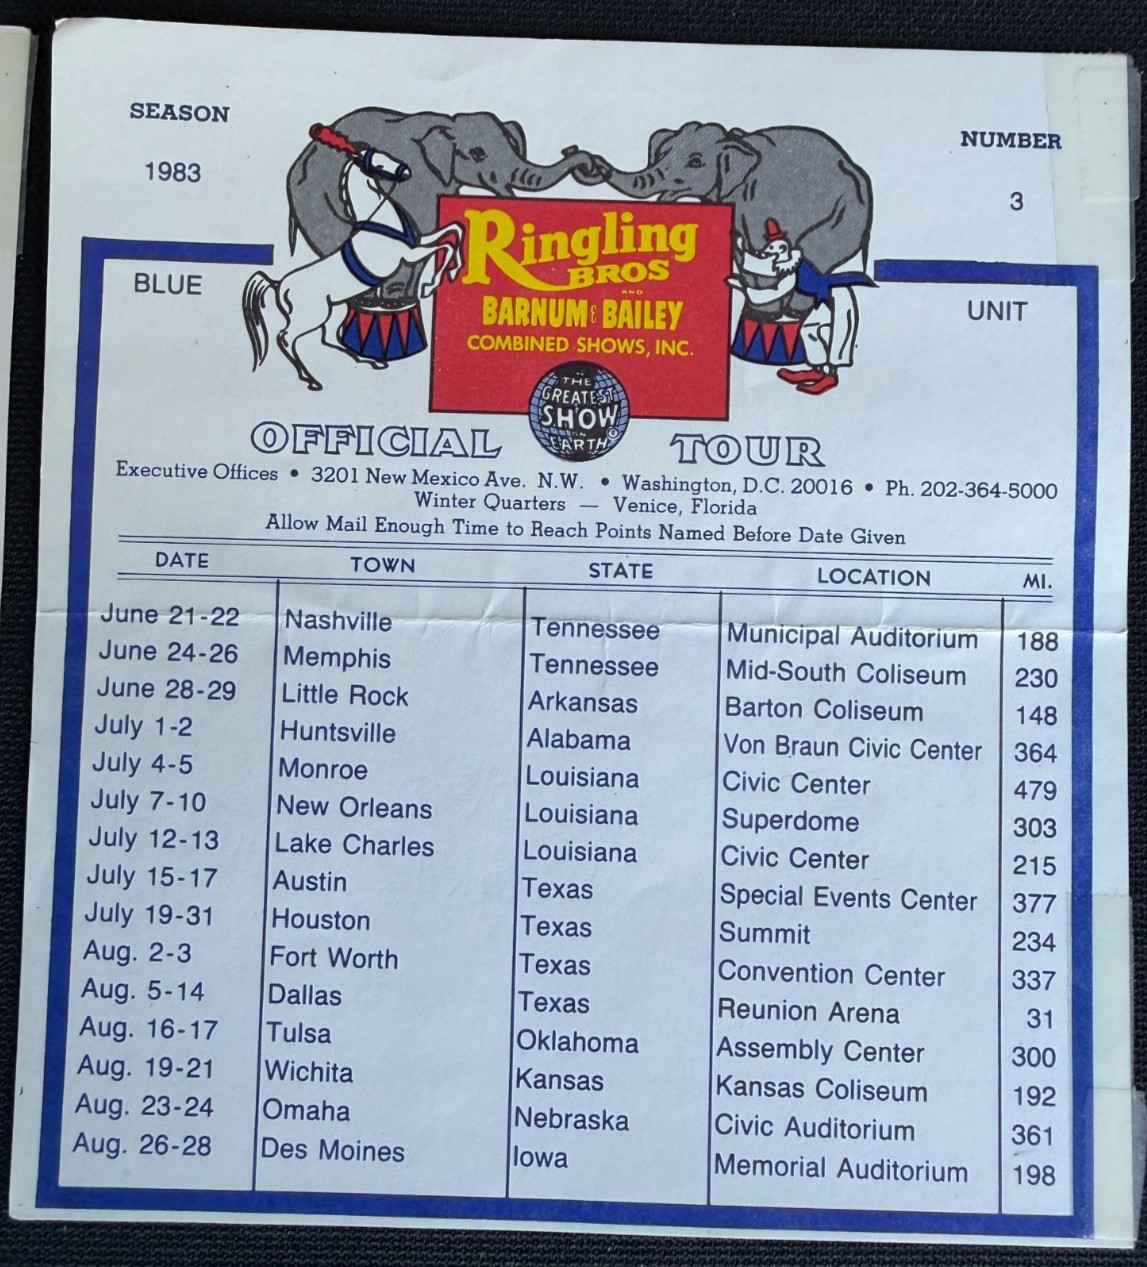 SEASON
NUMBER
1983
3
BLUE
UNIT
Ringling
BROS
AND
BARNUM & BAILEY
COMBINED SHOWS, INC.
THE
GREATEST
SHOW
ON
EARTH®
OFFICIAL TOUR
Executive Offices • 3201 New Mexico Ave. N.W. • Washington, D.C. 20016 • Ph. 202-364-5000
Winter Quarters — Venice, Florida
Allow Mail Enough Time to Reach Points Named Before Date Given
DATE TOWN STATE LOCATION MI.
June 21-22 Nashville Tennessee Municipal Auditorium 188
June 24-26 Memphis Tennessee Mid-South Coliseum 230
June 28-29 Little Rock Arkansas Barton Coliseum 148
July 1-2 Huntsville Alabama Von Braun Civic Center 364
July 4-5 Monroe Louisiana Civic Center 479
July 7-10 New Orleans Louisiana Superdome 303
July 12-13 Lake Charles Louisiana Civic Center 215
July 15-17 Austin Texas Special Events Center 377
July 19-31 Houston Texas Summit 234
Aug. 2-3 Fort Worth Texas Convention Center 337
Aug. 5-14 Dallas Texas Reunion Arena 31
Aug. 16-17 Tulsa Oklahoma Assembly Center 300
Aug. 19-21 Wichita Kansas Kansas Coliseum 192
Aug. 23-24 Omaha Nebraska Civic Auditorium 361
Aug. 26-28 Des Moines Iowa Memorial Auditorium 198